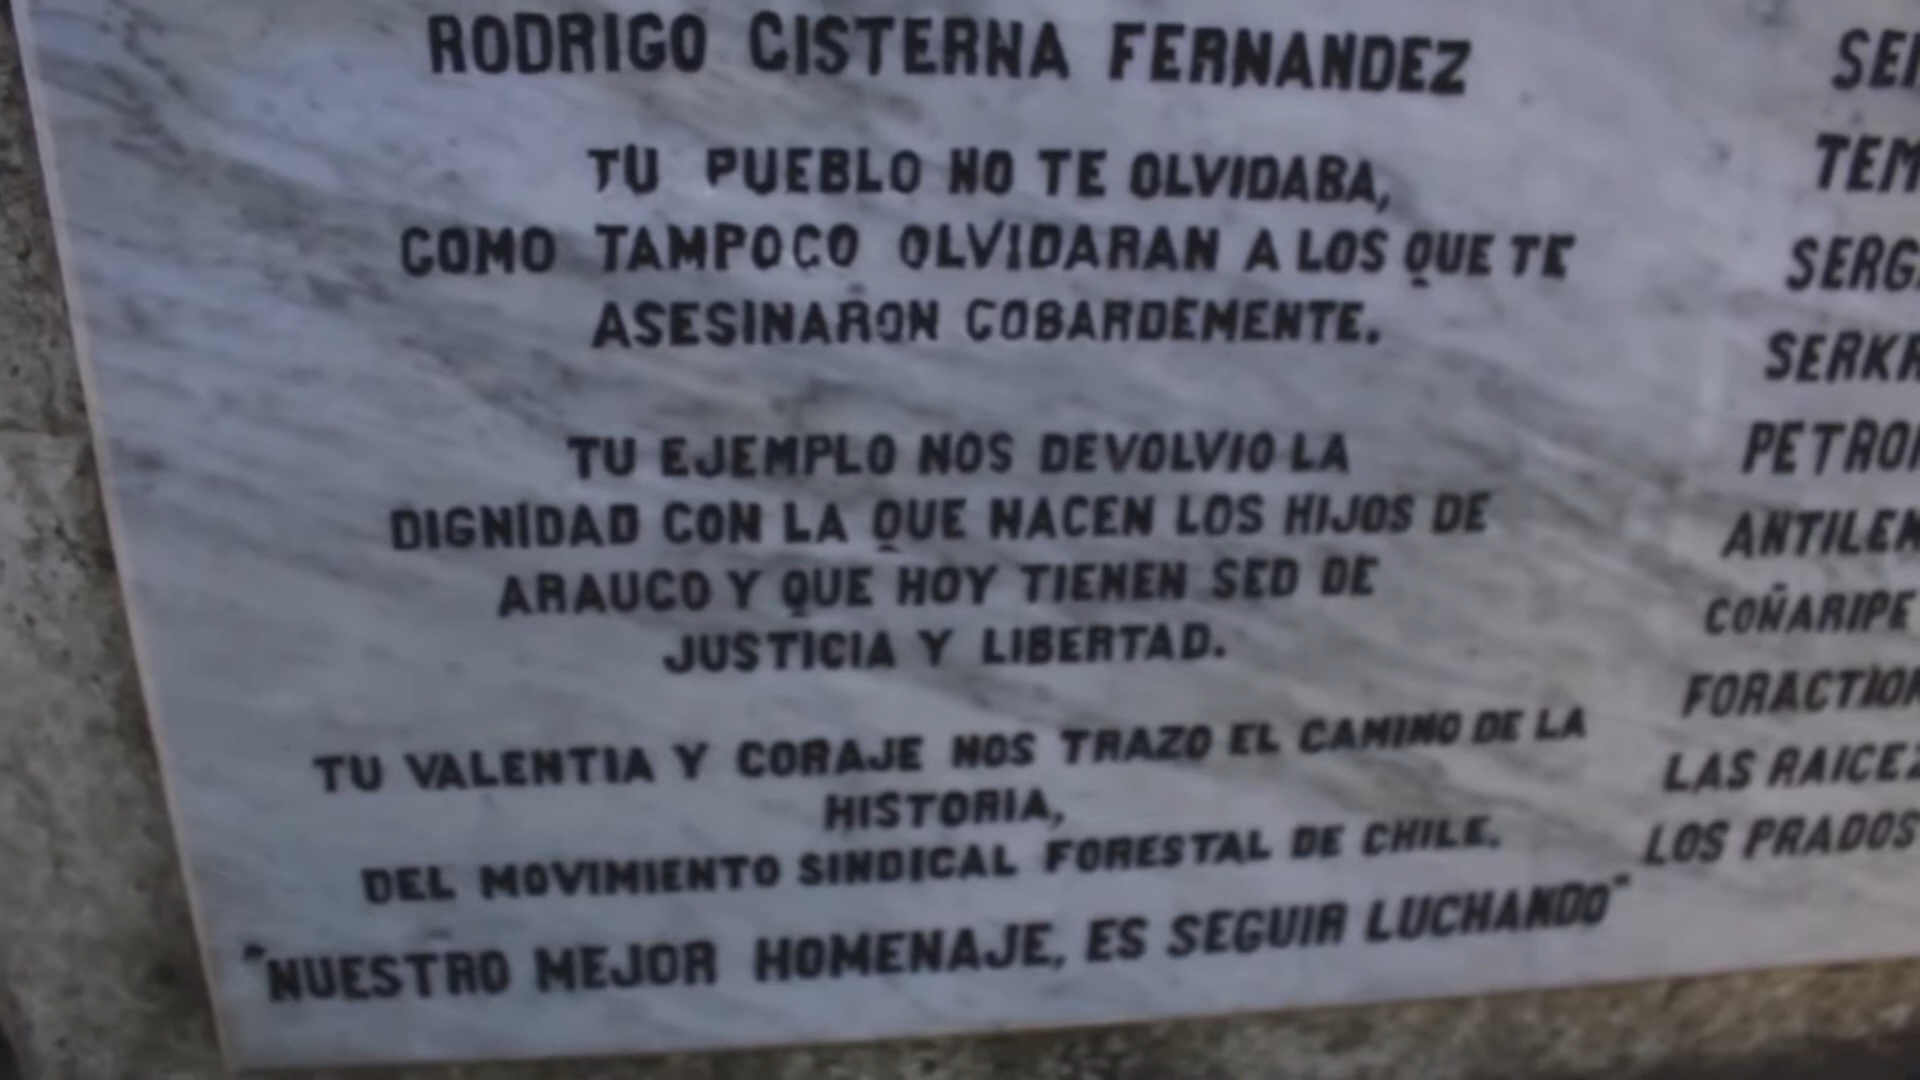 RODRIGO CISTERNA FERNANDEZ
TU PUEBLO NO TE OLVIDABA,
COMO TAMPOCO OLVIDARAN A LOS QUE TE
ASESINARON COBARDEMENTE.
TU EJEMPLO NOS DEVOLVIO LA
DIGNIDAD CON LA QUE NACEN LOS HIJOS DE
ARAUCO Y QUE HOY TIENEN SED DE
JUSTICIA Y LIBERTAD.
TU VALENTIA Y CORAJE NOS TRAZO EL CAMINO DE LA
HISTORIA,
DEL MOVIMIENTO SINDICAL FORESTAL DE CHILE.
"NUESTRO MEJOR HOMENAJE, ES SEGUIR LUCHANDO"
COÑARIPE
LAS RAICEZ
LOS PRADOS